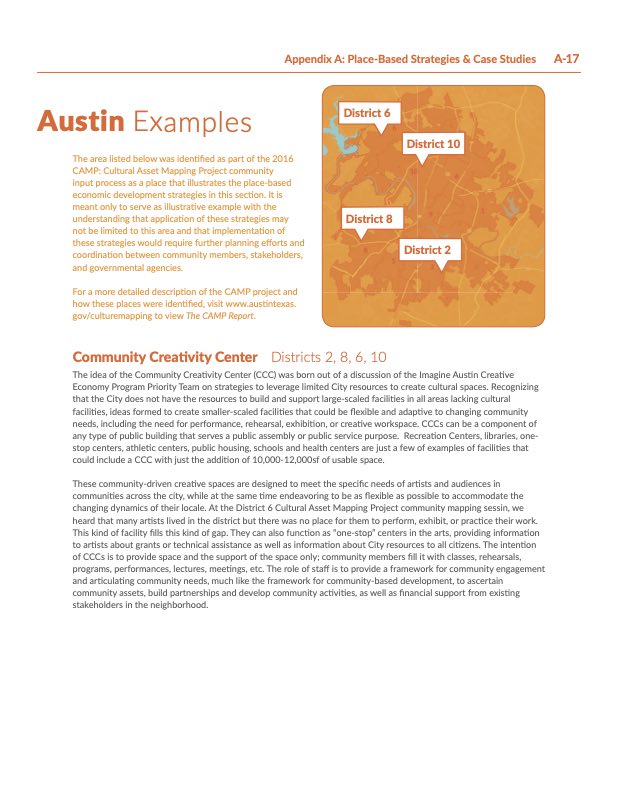 Appendix A: Place-Based Strategies & Case Studies A-17
Austin Examples
The area listed below was identified as part of the 2016
CAMP: Cultural Asset Mapping Project community
input process as a place that illustrates the place-based
economic development strategies in this section. It is
meant only to serve as illustrative example with the
understanding that application of these strategies may
not be limited to this area and that implementation of
these strategies would require further planning efforts and
coordination between community members, stakeholders,
and governmental agencies.
For a more detailed description of the CAMP project and
how these places were identified, visit www.austintexas.
gov/culturemapping to view The CAMP Report.
District 6
District 10
District 8
District 2
Community Creativity Center Districts 2, 8, 6, 10
The idea of the Community Creativity Center (CCC) was born out of a discussion of the Imagine Austin Creative
Economy Program Priority Team on strategies to leverage limited City resources to create cultural spaces. Recognizing
that the City does not have the resources to build and support large-scaled facilities in all areas lacking cultural
facilities, ideas formed to create smaller-scaled facilities that could be flexible and adaptive to changing community
needs, including the need for performance, rehearsal, exhibition, or creative workspace. CCCs can be a component of
any type of public building that serves a public assembly or public service purpose. Recreation Centers, libraries, one-
stop centers, athletic centers, public housing, schools and health centers are just a few of examples of facilities that
could include a CCC with just the addition of 10,000-12,000sf of usable space.
These community-driven creative spaces are designed to meet the specific needs of artists and audiences in
communities across the city, while at the same time endeavoring to be as flexible as possible to accommodate the
changing dynamics of their locale. At the District 6 Cultural Asset Mapping Project community mapping sessin, we
heard that many artists lived in the district but there was no place for them to perform, exhibit, or practice their work.
This kind of facility fills this kind of gap. They can also function as "one-stop" centers in the arts, providing information
to artists about grants or technical assistance as well as information about City resources to all citizens. The intention
of CCCs is to provide space and the support of the space only; community members fill it with classes, rehearsals,
programs, performances, lectures, meetings, etc. The role of staff is to provide a framework for community engagement
and articulating community needs, much like the framework for community-based development, to ascertain
community assets, build partnerships and develop community activities, as well as financial support from existing
stakeholders in the neighborhood.